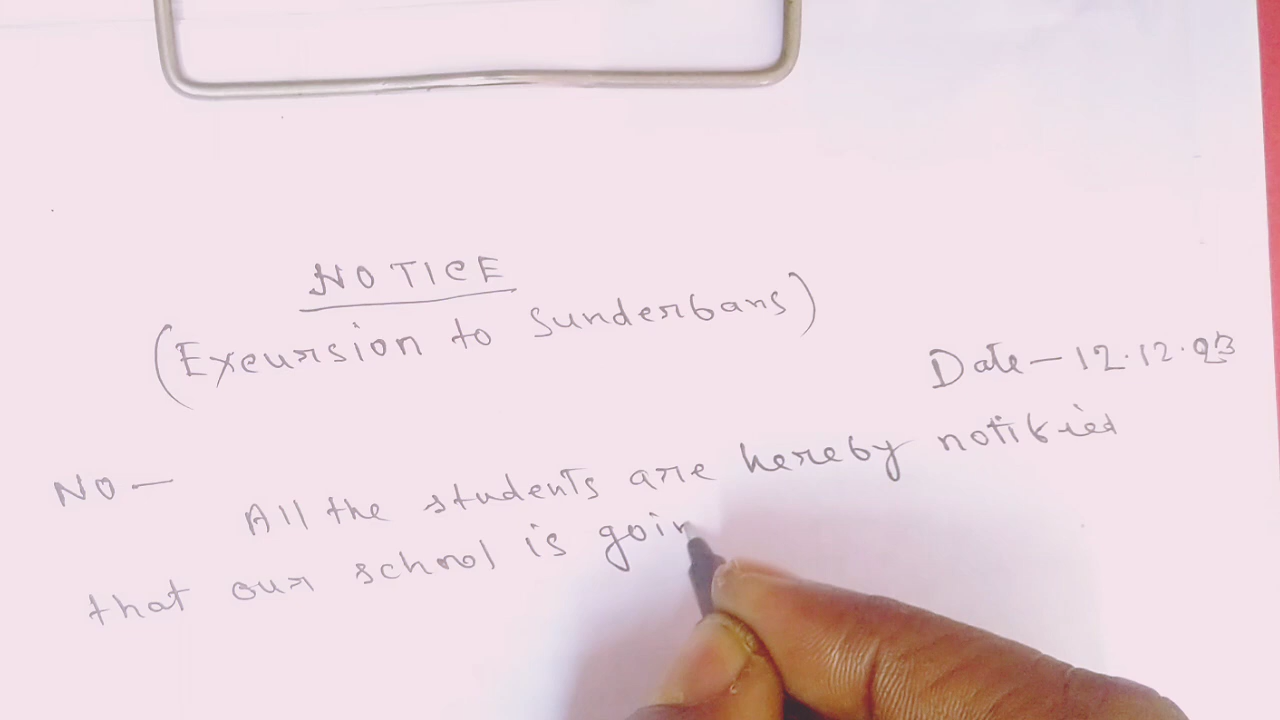 NOTICE
(Excursion to Sunderbans)
Date - 12.12.23
NO -
All the students are hereby notified
that our school is goin